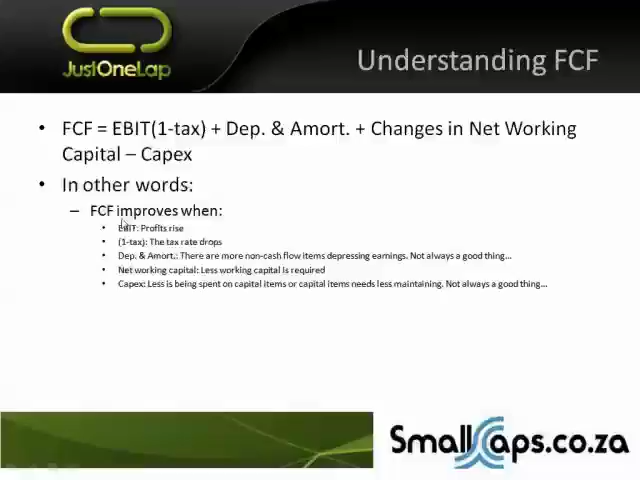 JustOneLap
Understanding FCF
• FCF = EBIT(1-tax) + Dep. & Amort. + Changes in Net Working
Capital – Capex
• In other words:
– FCF improves when:
• EBIT: Profits rise
• (1-tax): The tax rate drops
• Dep. & Amort.: There are more non-cash flow items depressing earnings. Not always a good thing...
• Net working capital: Less working capital is required
• Capex: Less is being spent on capital items or capital items needs less maintaining. Not always a good thing...
SmallCaps.co.za